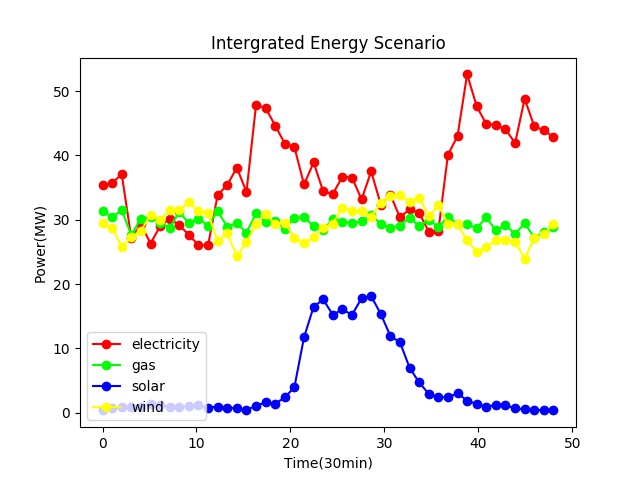 Intergrated Energy Scenario
Power(MW)
50
40
30
20
10
0
electricity
gas
solar
wind
0 10 20 30 40 50
Time(30min)